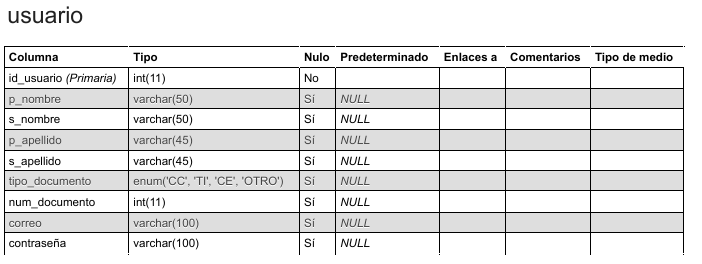 usuario
Columna Tipo Nulo Predeterminado Enlaces a Comentarios Tipo de medio
id_usuario (Primaria) int(11) No
p_nombre varchar(50) Sí NULL
s_nombre varchar(50) Sí NULL
p_apellido varchar(45) Sí NULL
s_apellido varchar(45) Sí NULL
tipo_documento enum('CC', 'TI', 'CE', 'OTRO') Sí NULL
num_documento int(11) Sí NULL
correo varchar(100) Sí NULL
contraseña varchar(100) Sí NULL